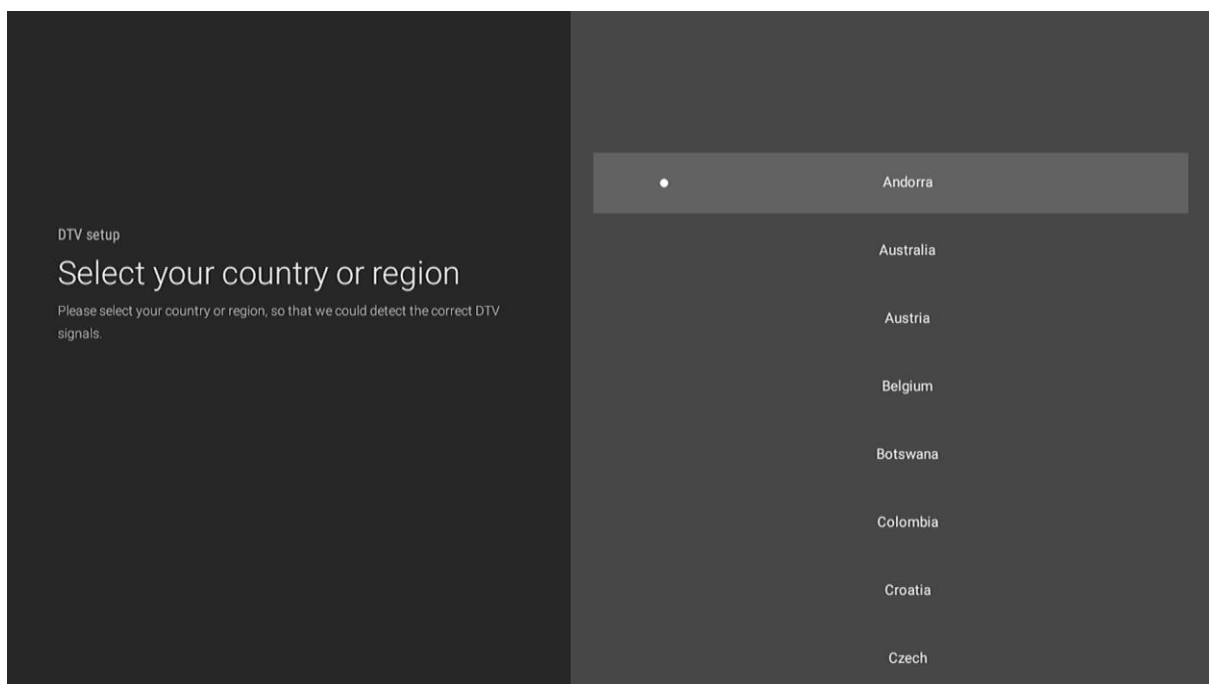 DTV setup
Select your country or region
Please select your country or region, so that we could detect the correct DTV
signals.
Andorra
Australia
Austria
Belgium
Botswana
Colombia
Croatia
Czech